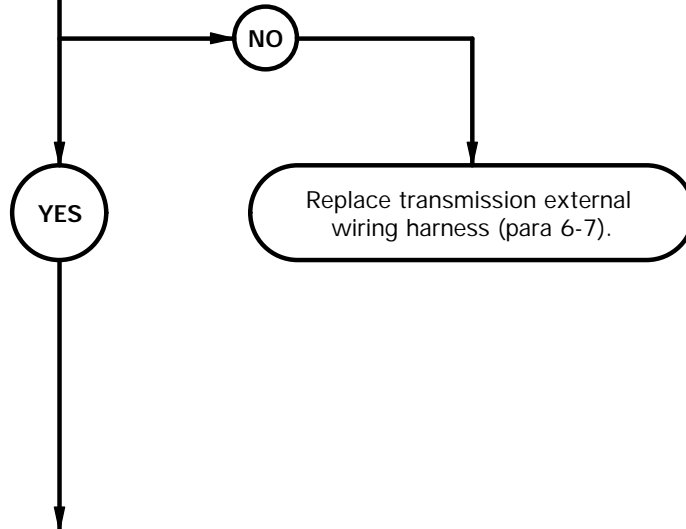 NO
YES
Replace transmission external
wiring harness (para 6-7).